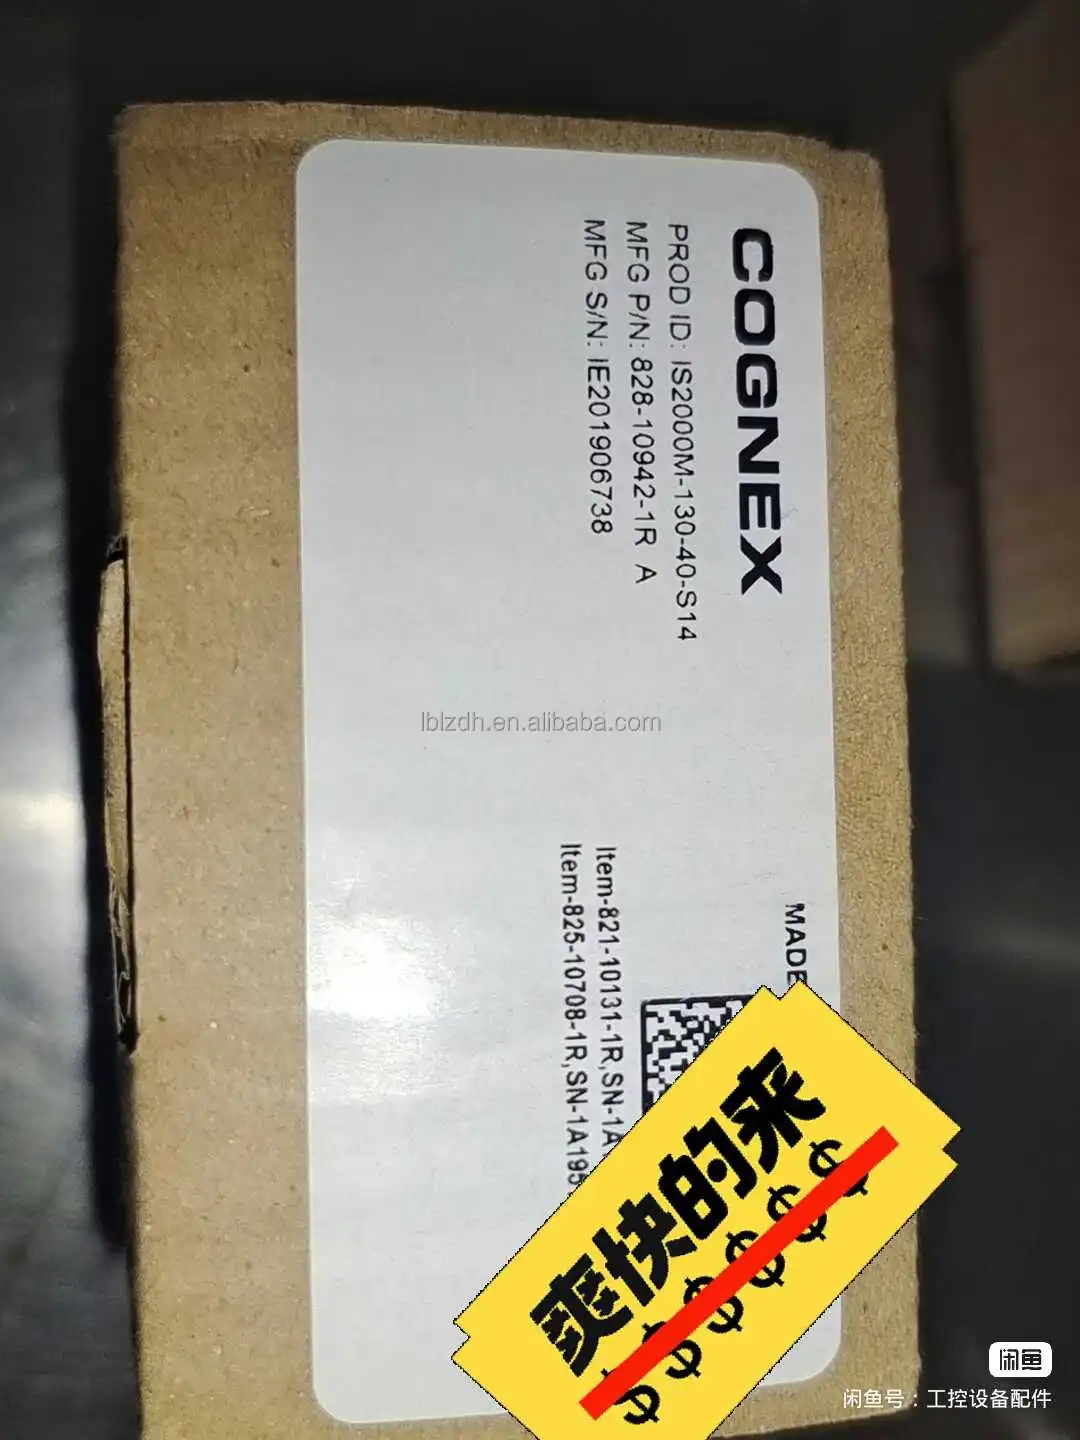 COGNEX
PROD ID: IS2000M-130-40-S14
MFG P/N: 828-10942-1R A
MFG S/N: IE201906738
MADE
Item-821-10131-1R,SN-1A
Item-825-10708-1R,SN-1A195
lblzdh.en.alibaba.com
爽快的来
$$$$$$
闲鱼
闲鱼号：工控设备配件